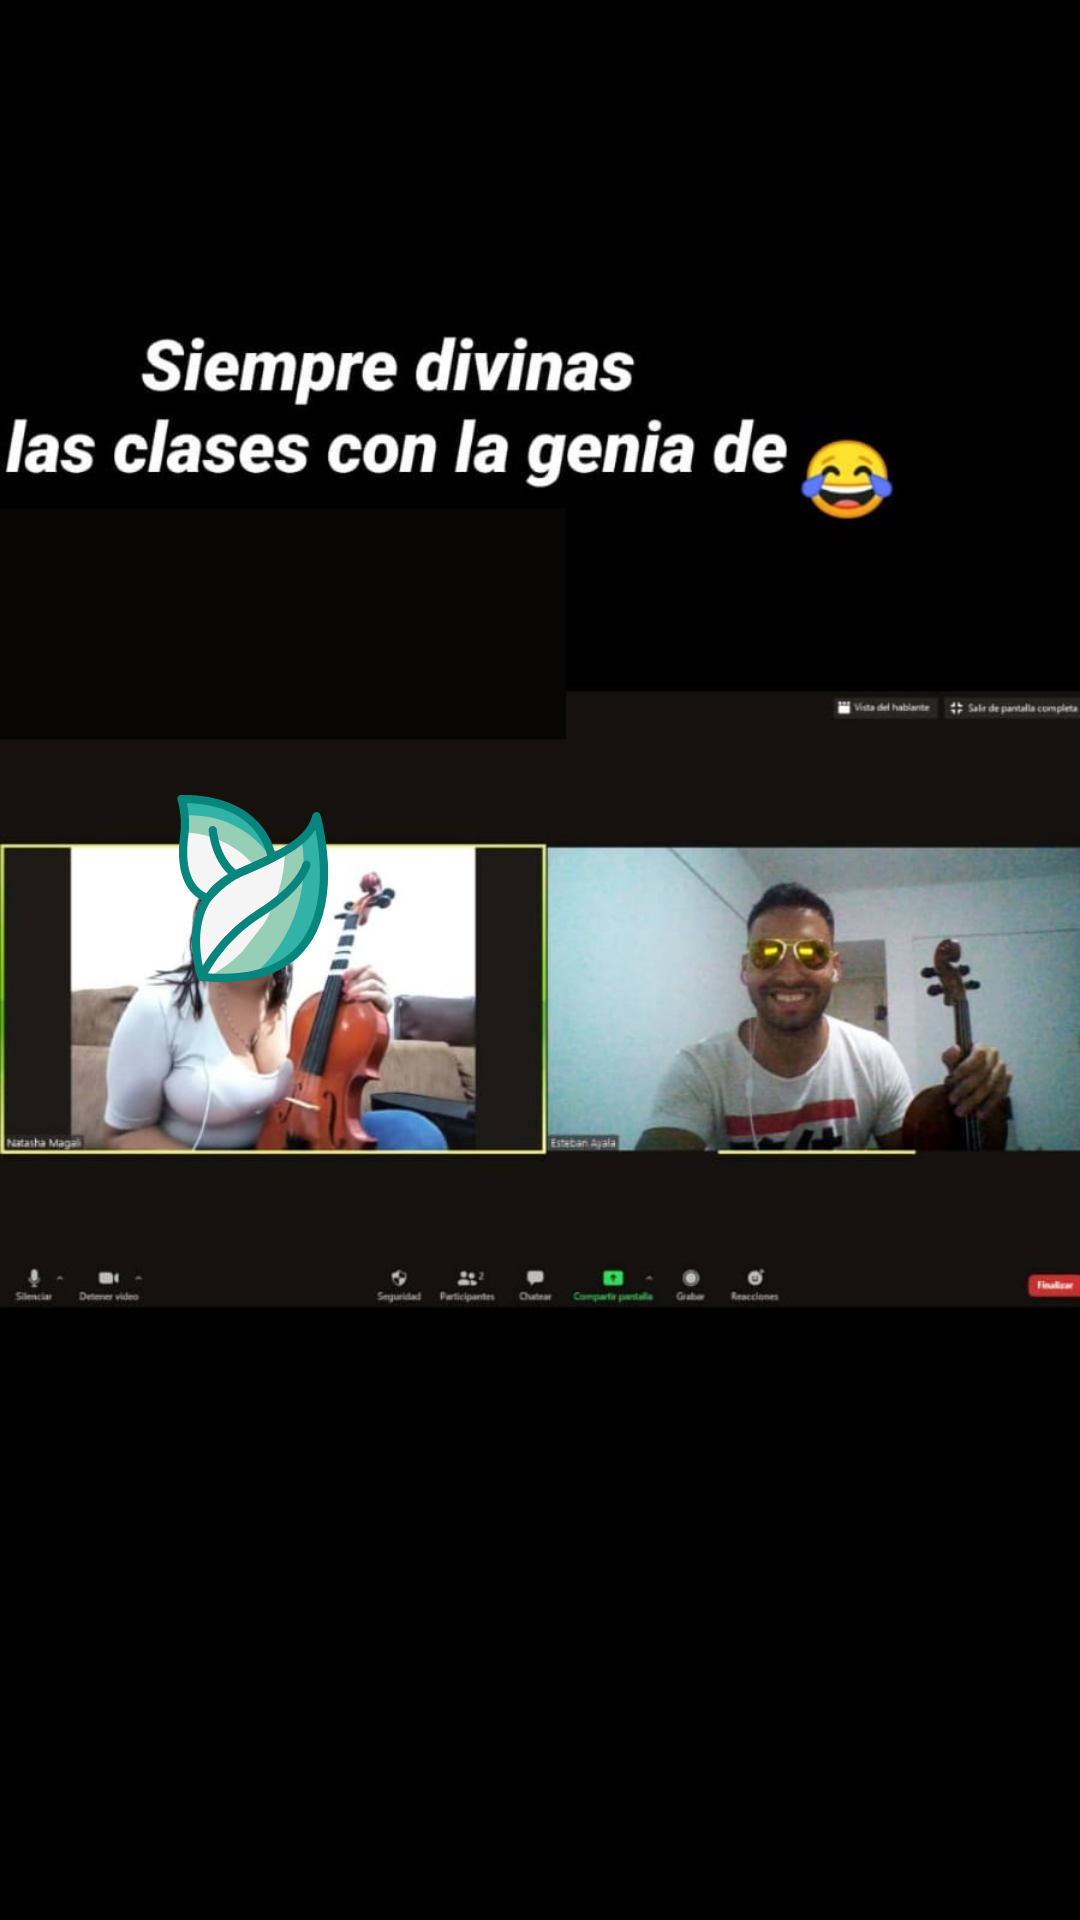 Siempre divinas
las clases con la genia de 😂
Vista del hablante
Salir de pantalla completa
Natasha Magali
Esteban Ayala
Silenciar
Detener video
Seguridad
Participantes
2
Chatear
Compartir pantalla
Grabar
Reacciones
Finalizar